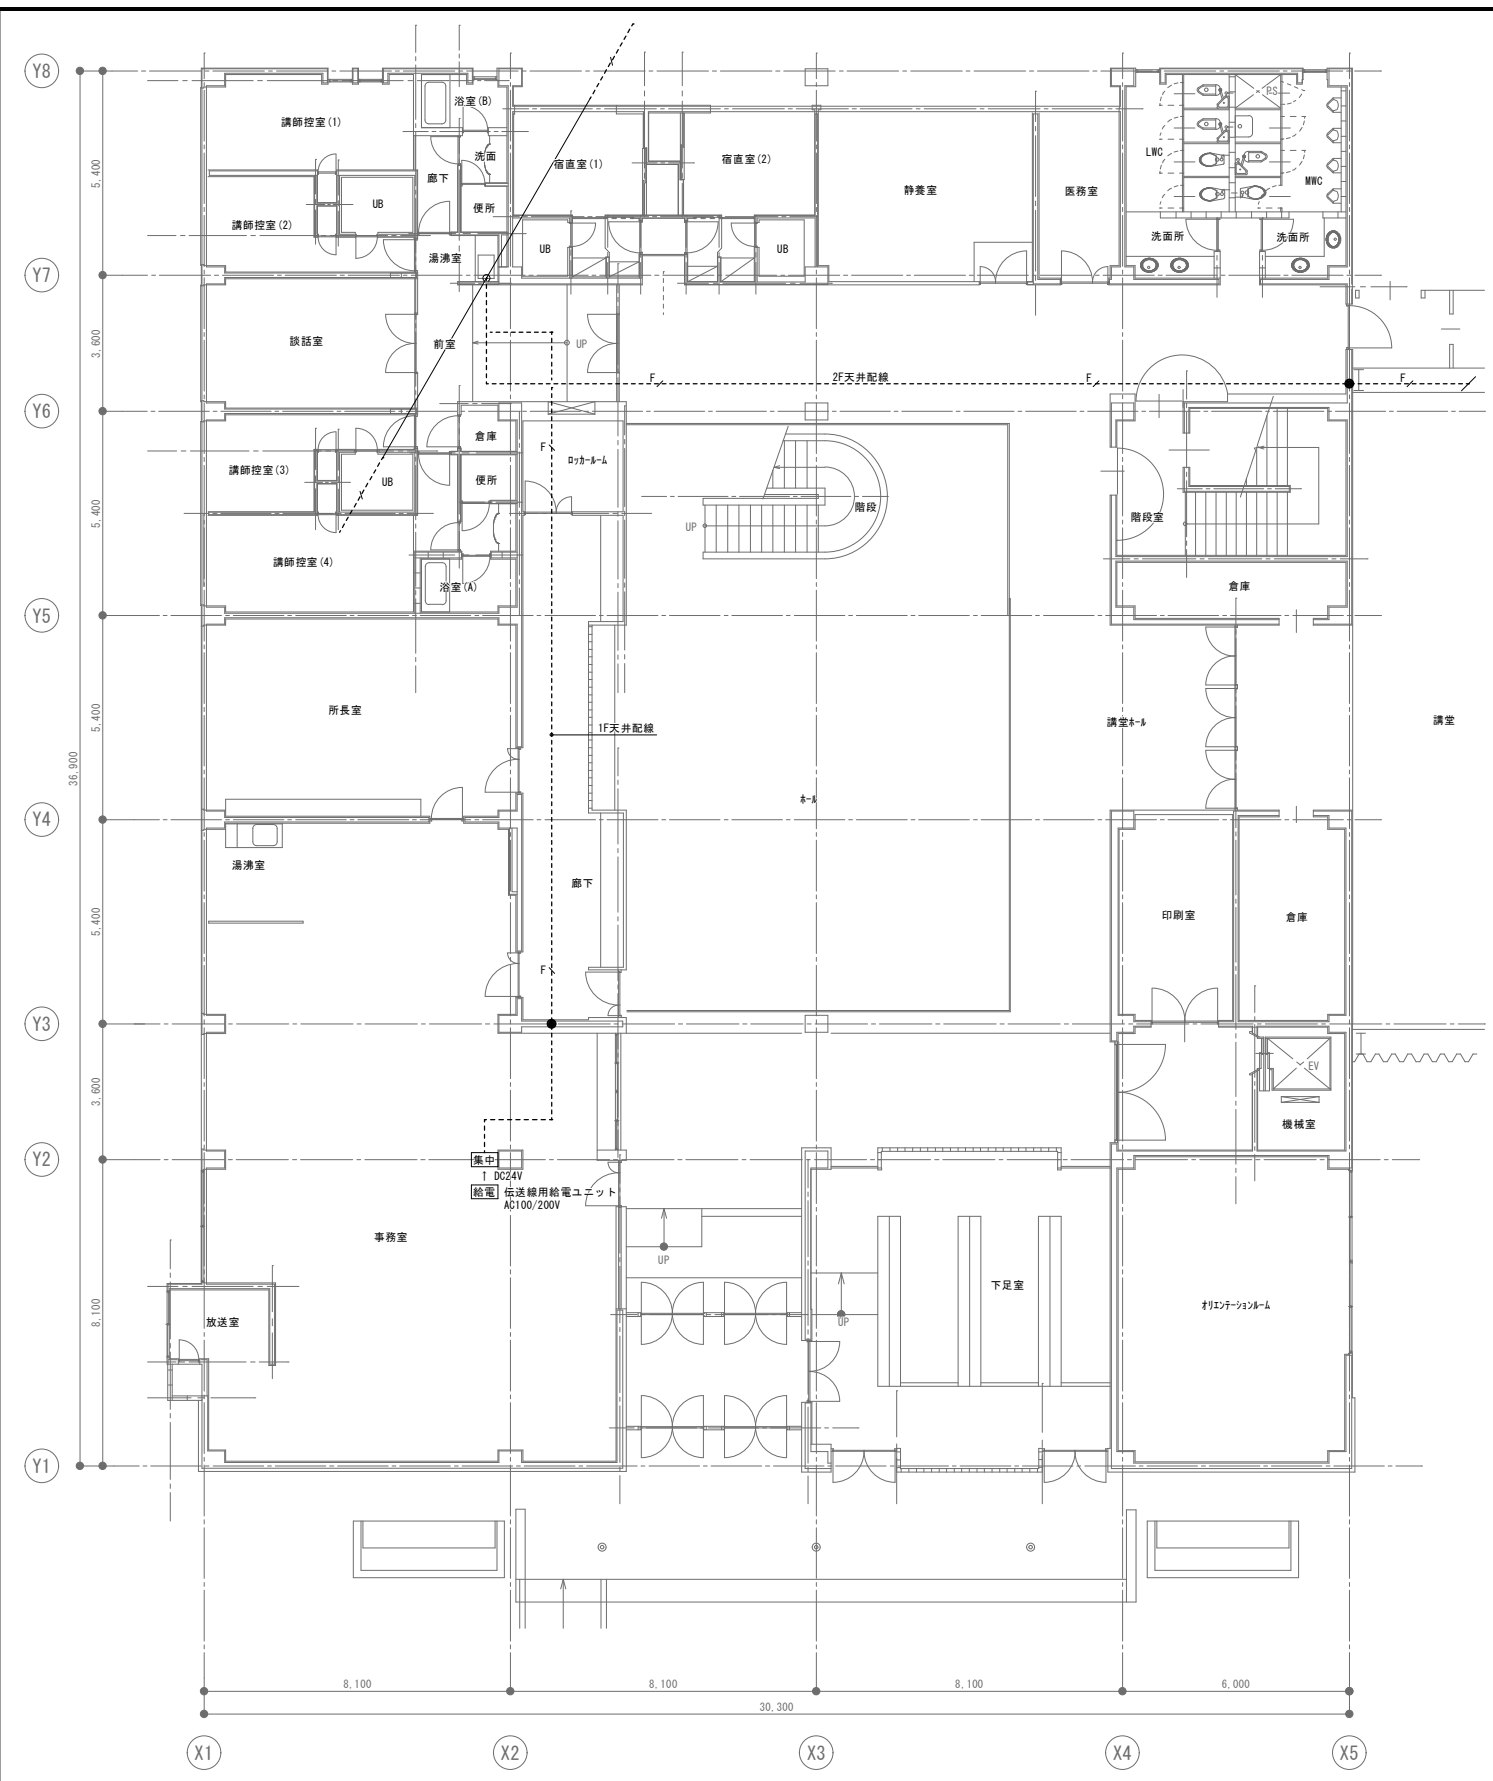 Y8
浴室(B)
P.S
講師控室(1)
洗面
LWC
宿直室(1)
宿直室(2)
5,400
廊下
静養室
医務室
MWC
UB
便所
講師控室(2)
洗面所
洗面所
湯沸室
UB
UB
Y7
談話室
3,600
前室
UP
F
2F天井配線
F
F
Y6
倉庫
F
ロッカールーム
講師控室(3)
UB
便所
階段
階段室
5,400
UP
講師控室(4)
浴室(A)
倉庫
Y5
所長室
5,400
1F天井配線
講堂ホール
講堂
36,900
ホール
Y4
湯沸室
廊下
印刷室
倉庫
5,400
F
Y3
EV
3,600
機械室
Y2
集中
↑ DC24V
給電 伝送線用給電ユニット
AC100/200V
事務室
UP
下足室
オリエンテーションルーム
8,100
放送室
UP
Y1
8,100
8,100
8,100
6,000
30,300
X1
X2
X3
X4
X5